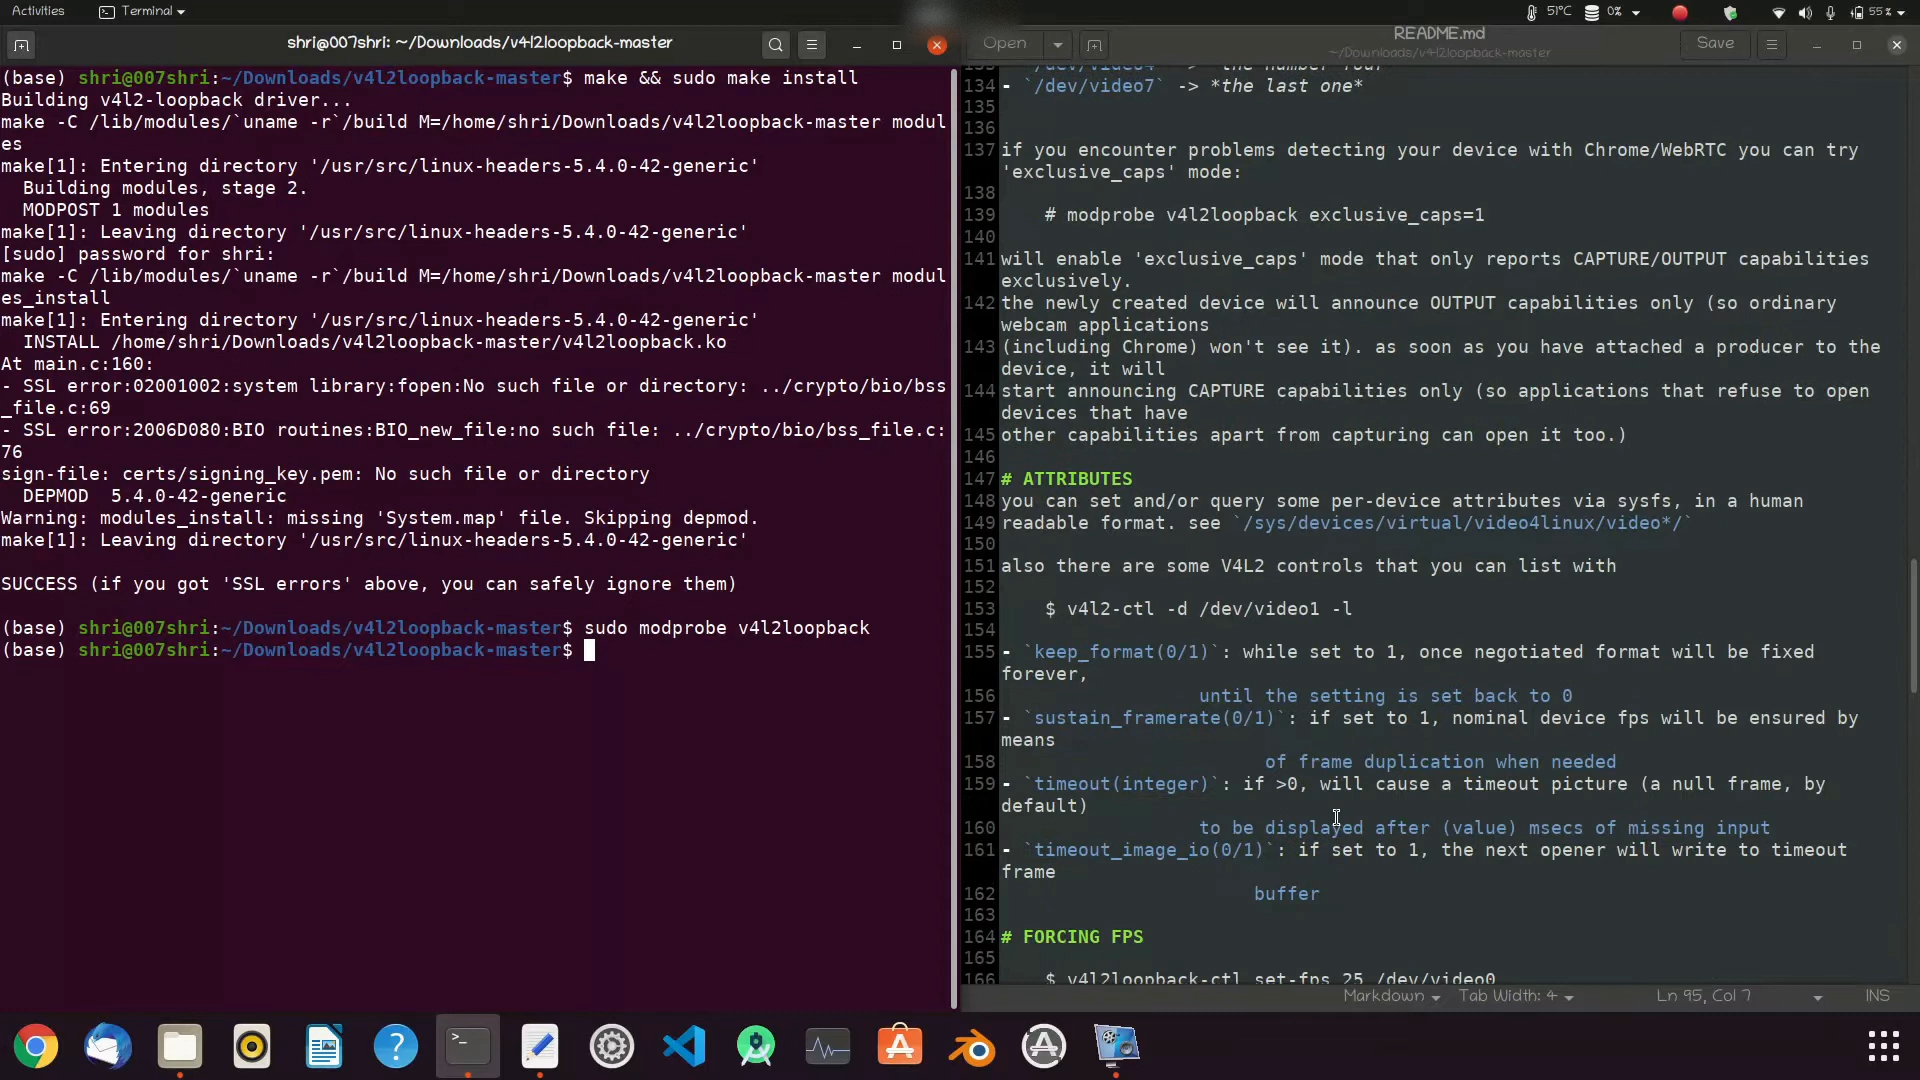 Activities
Terminal
51°C
0%
55%
shri@007shri: ~/Downloads/v4l2loopback-master
(base) shri@007shri:~/Downloads/v4l2loopback-master$ make && sudo make install
Building v4l2-loopback driver...
make -C /lib/modules/`uname -r`/build M=/home/shri/Downloads/v4l2loopback-master modul
es
make[1]: Entering directory '/usr/src/linux-headers-5.4.0-42-generic'
Building modules, stage 2.
MODPOST 1 modules
make[1]: Leaving directory '/usr/src/linux-headers-5.4.0-42-generic'
[sudo] password for shri:
make -C /lib/modules/`uname -r`/build M=/home/shri/Downloads/v4l2loopback-master modul
es_install
make[1]: Entering directory '/usr/src/linux-headers-5.4.0-42-generic'
INSTALL /home/shri/Downloads/v4l2loopback-master/v4l2loopback.ko
At main.c:160:
- SSL error:02001002:system library:fopen:No such file or directory: ../crypto/bio/bss
_file.c:69
- SSL error:2006D080:BIO routines:BIO_new_file:no such file: ../crypto/bio/bss_file.c:
76
sign-file: certs/signing_key.pem: No such file or directory
DEPMOD  5.4.0-42-generic
Warning: modules_install: missing 'System.map' file. Skipping depmod.
make[1]: Leaving directory '/usr/src/linux-headers-5.4.0-42-generic'
SUCCESS (if you got 'SSL errors' above, you can safely ignore them)
(base) shri@007shri:~/Downloads/v4l2loopback-master$ sudo modprobe v4l2loopback
(base) shri@007shri:~/Downloads/v4l2loopback-master$
Open
README.md
~/Downloads/v4l2loopback-master
Save
133 - `/dev/video4` -> *the number four*
134 - `/dev/video7` -> *the last one*
135
136
137 if you encounter problems detecting your device with Chrome/WebRTC you can try
'exclusive_caps' mode:
138
139 # modprobe v4l2loopback exclusive_caps=1
140
141 will enable 'exclusive_caps' mode that only reports CAPTURE/OUTPUT capabilities
exclusively.
142 the newly created device will announce OUTPUT capabilities only (so ordinary
webcam applications
143 (including Chrome) won't see it). as soon as you have attached a producer to the
device, it will
144 start announcing CAPTURE capabilities only (so applications that refuse to open
devices that have
145 other capabilities apart from capturing can open it too.)
146
147 # ATTRIBUTES
148 you can set and/or query some per-device attributes via sysfs, in a human
149 readable format. see `/sys/devices/virtual/video4linux/video*/`
150
151 also there are some V4L2 controls that you can list with
152
153 $ v4l2-ctl -d /dev/video1 -l
154
155 - `keep_format(0/1)`: while set to 1, once negotiated format will be fixed
forever,
156 until the setting is set back to 0
157 - `sustain_framerate(0/1)`: if set to 1, nominal device fps will be ensured by
means
158 of frame duplication when needed
159 - `timeout(integer)`: if >0, will cause a timeout picture (a null frame, by
default)
160 to be displayed after (value) msecs of missing input
161 - `timeout_image_io(0/1)`: if set to 1, the next opener will write to timeout
frame
162 buffer
163
164 # FORCING FPS
165
166 $ v4l2loopback-ctl set-fps 25 /dev/video0
Markdown
Tab Width: 4
Ln 95, Col 7
INS